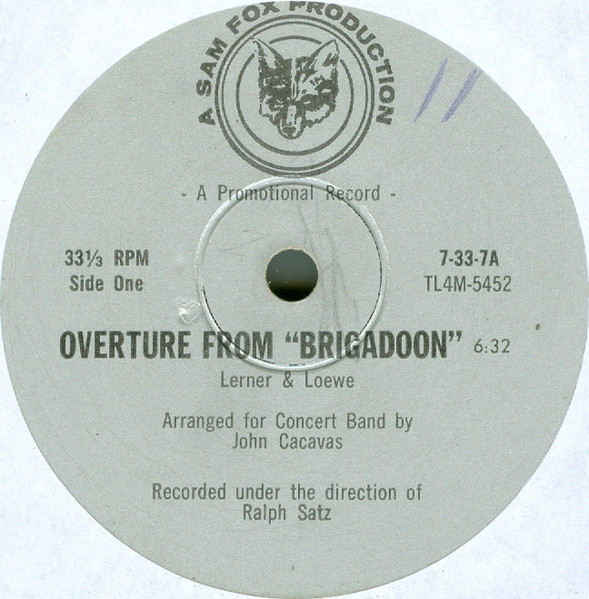 A SAM FOX PRODUCTION
11
- A Promotional Record -
33⅓ RPM
Side One
7-33-7A
TL4M-5452
OVERTURE FROM "BRIGADOON" 6:32
Lerner & Loewe
Arranged for Concert Band by
John Cacavas
Recorded under the direction of
Ralph Satz